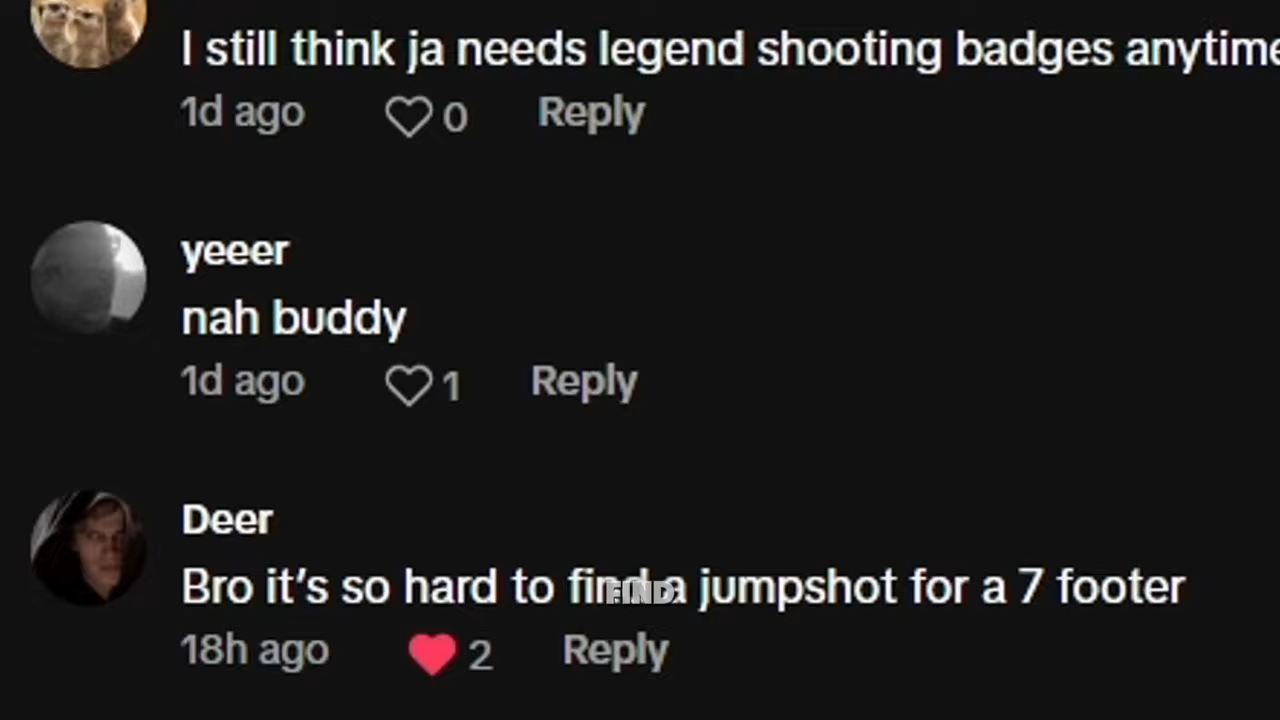 I still think ja needs legend shooting badges anytime
1d ago 0 Reply
yeeer
nah buddy
1d ago 1 Reply
Deer
Bro it's so hard to find a jumpshot for a 7 footer
FIND
18h ago 2 Reply